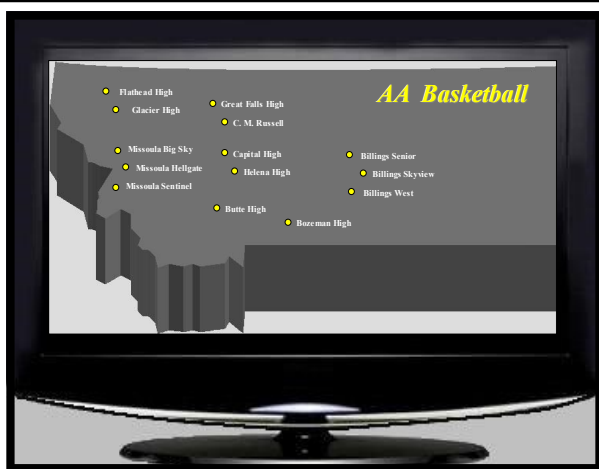 AA Basketball
Flathead High
Glacier High
Great Falls High
C. M. Russell
Missoula Big Sky
Missoula Hellgate
Missoula Sentinel
Capital High
Helena High
Billings Senior
Billings Skyview
Billings West
Butte High
Bozeman High